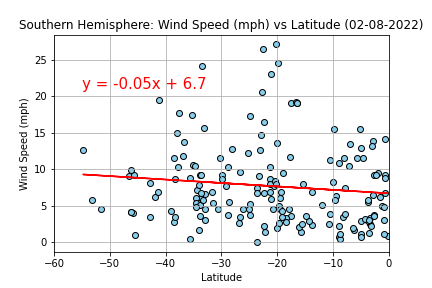 Southern Hemisphere: Wind Speed (mph) vs Latitude (02-08-2022)
25
20
15
10
5
0
Wind Speed (mph)
y = -0.05x + 6.7
−60 −50 −40 −30 −20 −10 0
Latitude